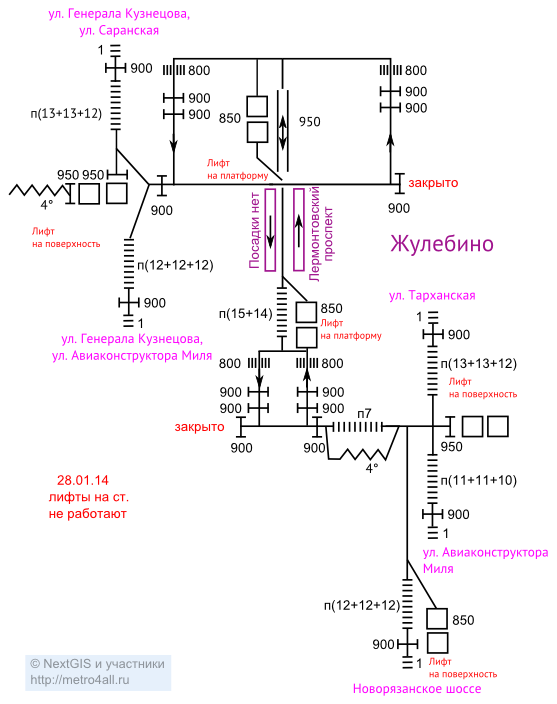 ул. Генерала Кузнецова,
ул. Саранская
1
900
800
800
900
900
900
900
850
950
п(13+13+12)
Лифт
на платформу
950 950
4°
900
закрыто
900
Лифт
на поверхность
Посадки нет
Лермонтовский
проспект
Жулебино
п(12+12+12)
900
1
ул. Генерала Кузнецова,
ул. Авиаконструктора Миля
п(15+14)
850
Лифт
на платформу
800
800
900
900
900
900
закрыто
900
900
п7
4°
ул. Тарханская
1
900
п(13+13+12)
Лифт
на поверхность
950
п(11+11+10)
900
1
ул. Авиаконструктора
Миля
28.01.14
лифты на ст.
не работают
п(12+12+12)
850
900
1
Лифт
на поверхность
Новорязанское шоссе
© NextGIS и участники
http://metro4all.ru